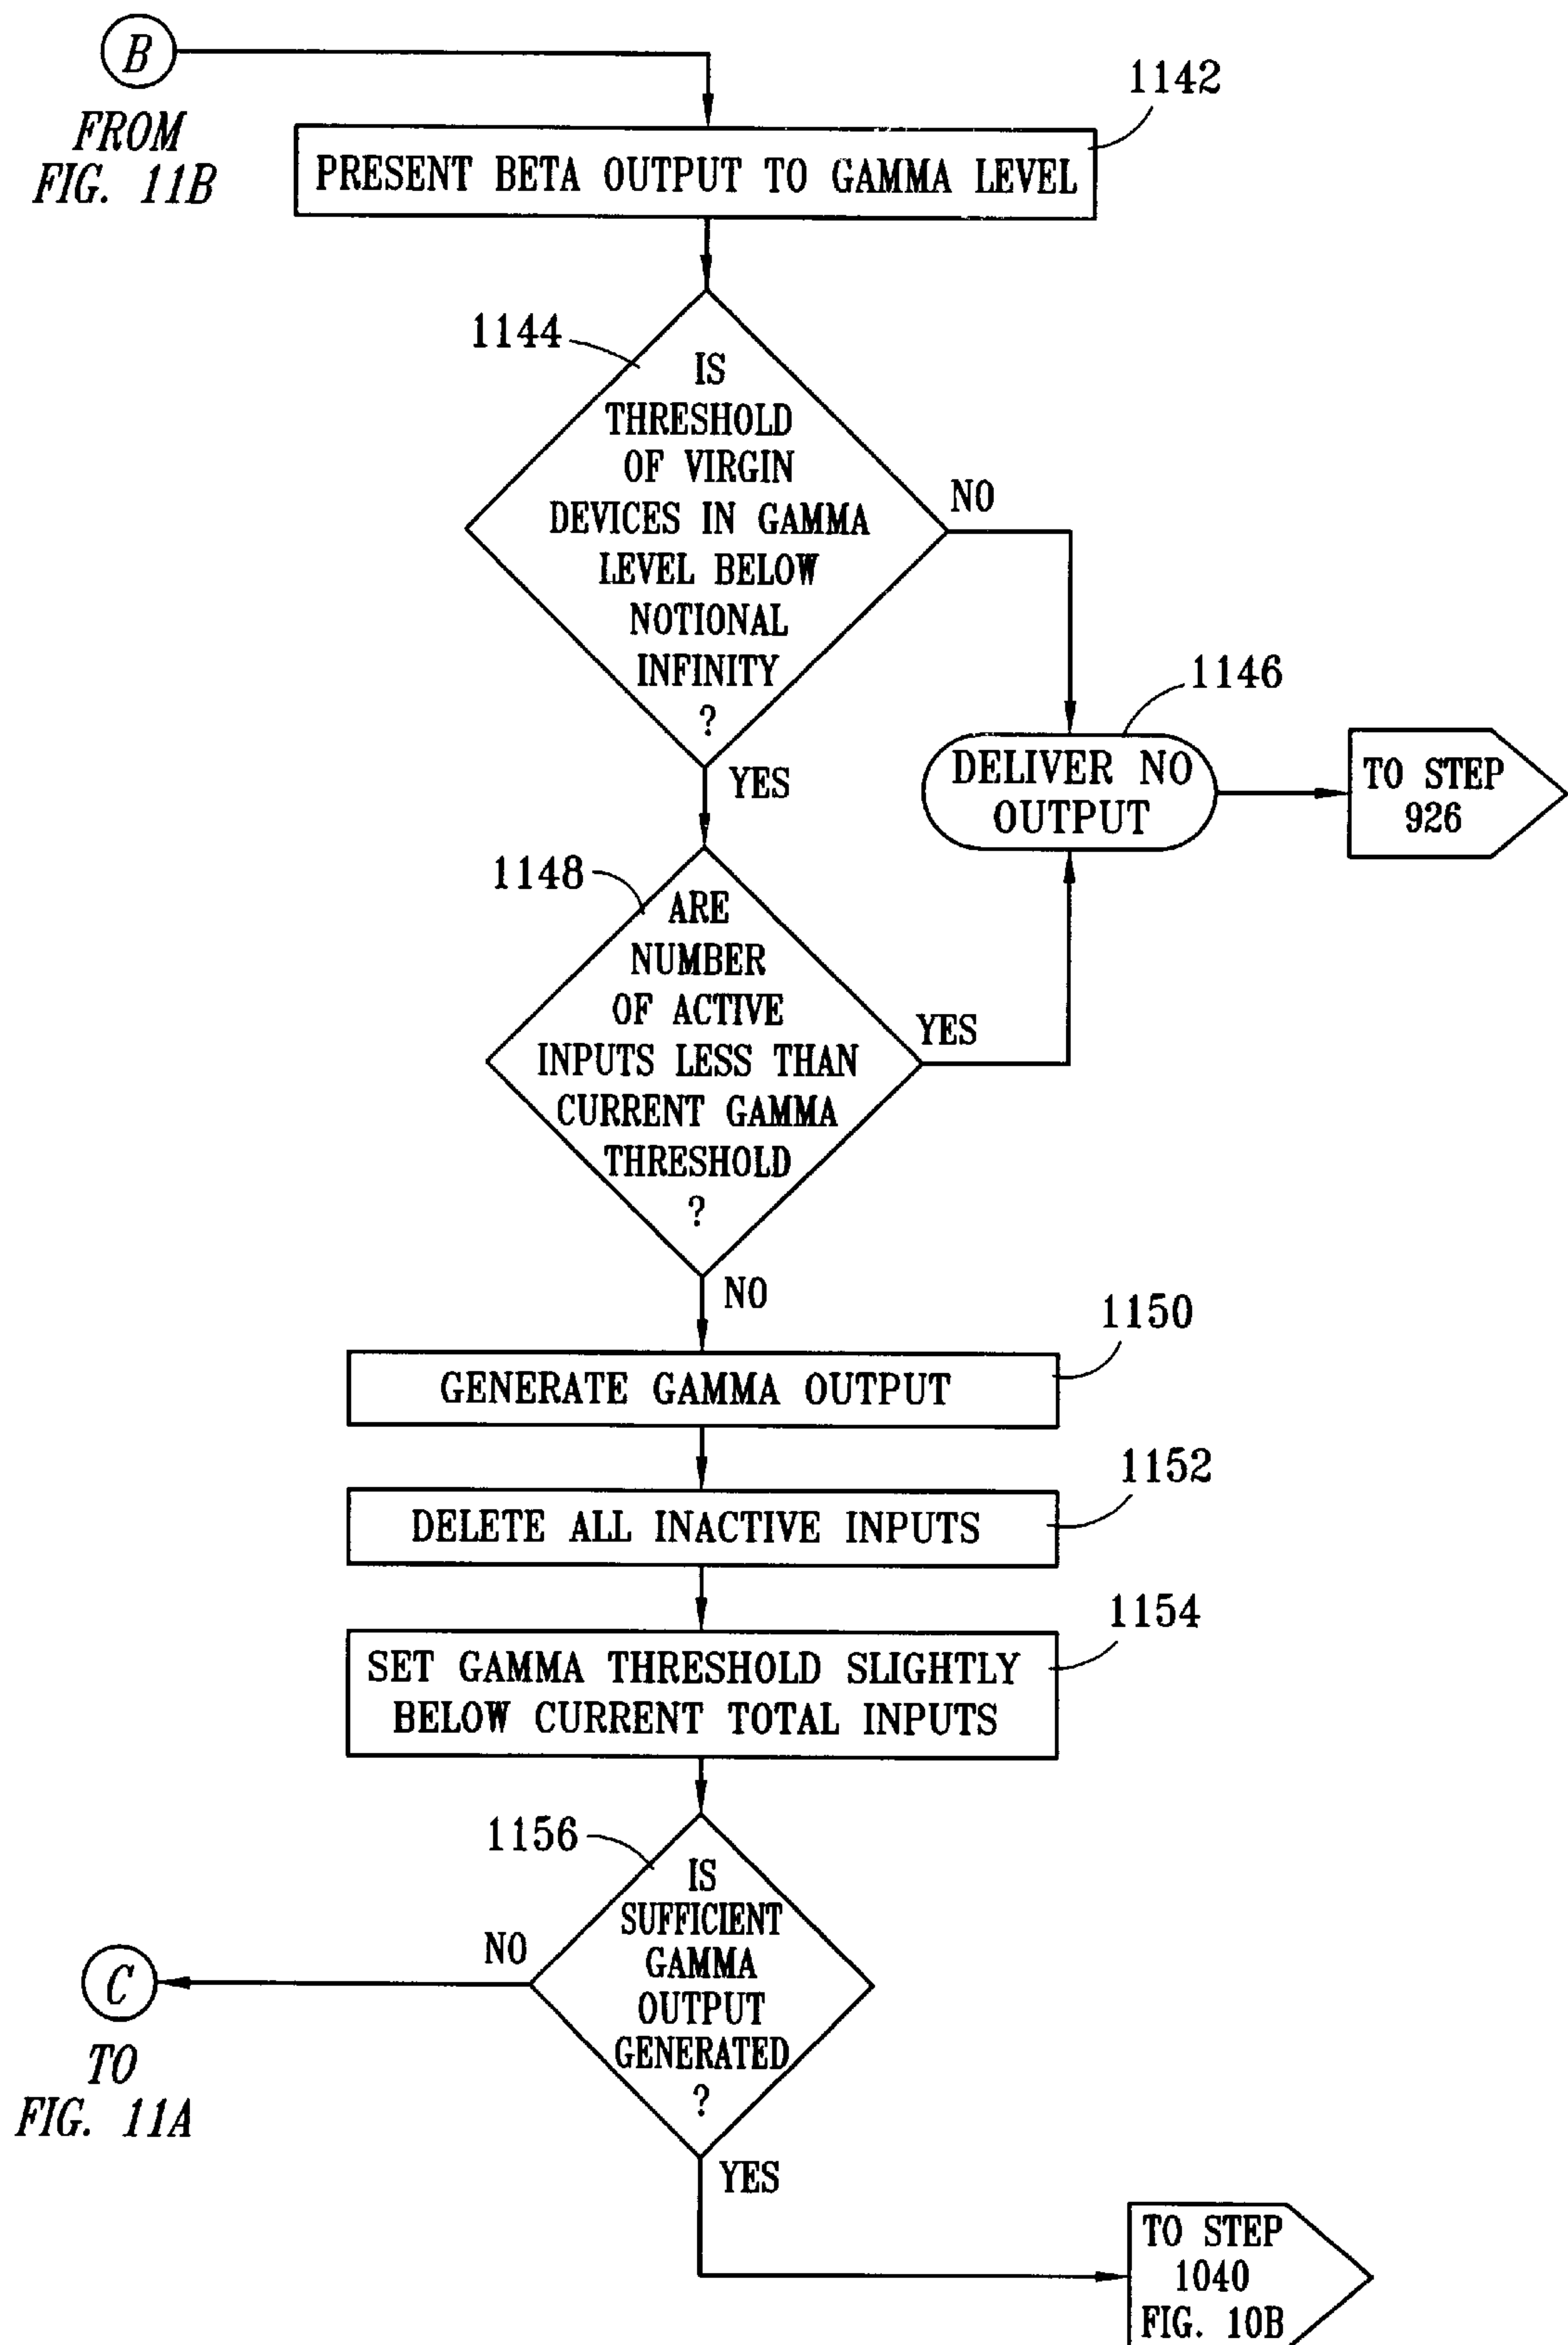 B
FROM
FIG. 11B
1142
PRESENT BETA OUTPUT TO GAMMA LEVEL
1144
IS
THRESHOLD
OF VIRGIN
DEVICES IN GAMMA
LEVEL BELOW
NOTIONAL
INFINITY
?
NO
YES
1146
DELIVER NO
OUTPUT
TO STEP
926
1148
ARE
NUMBER
OF ACTIVE
INPUTS LESS THAN
CURRENT GAMMA
THRESHOLD
?
YES
NO
1150
GENERATE GAMMA OUTPUT
1152
DELETE ALL INACTIVE INPUTS
1154
SET GAMMA THRESHOLD SLIGHTLY
BELOW CURRENT TOTAL INPUTS
1156
IS
SUFFICIENT
GAMMA
OUTPUT
GENERATED
?
NO
C
TO
FIG. 11A
YES
TO STEP
1040
FIG. 10B